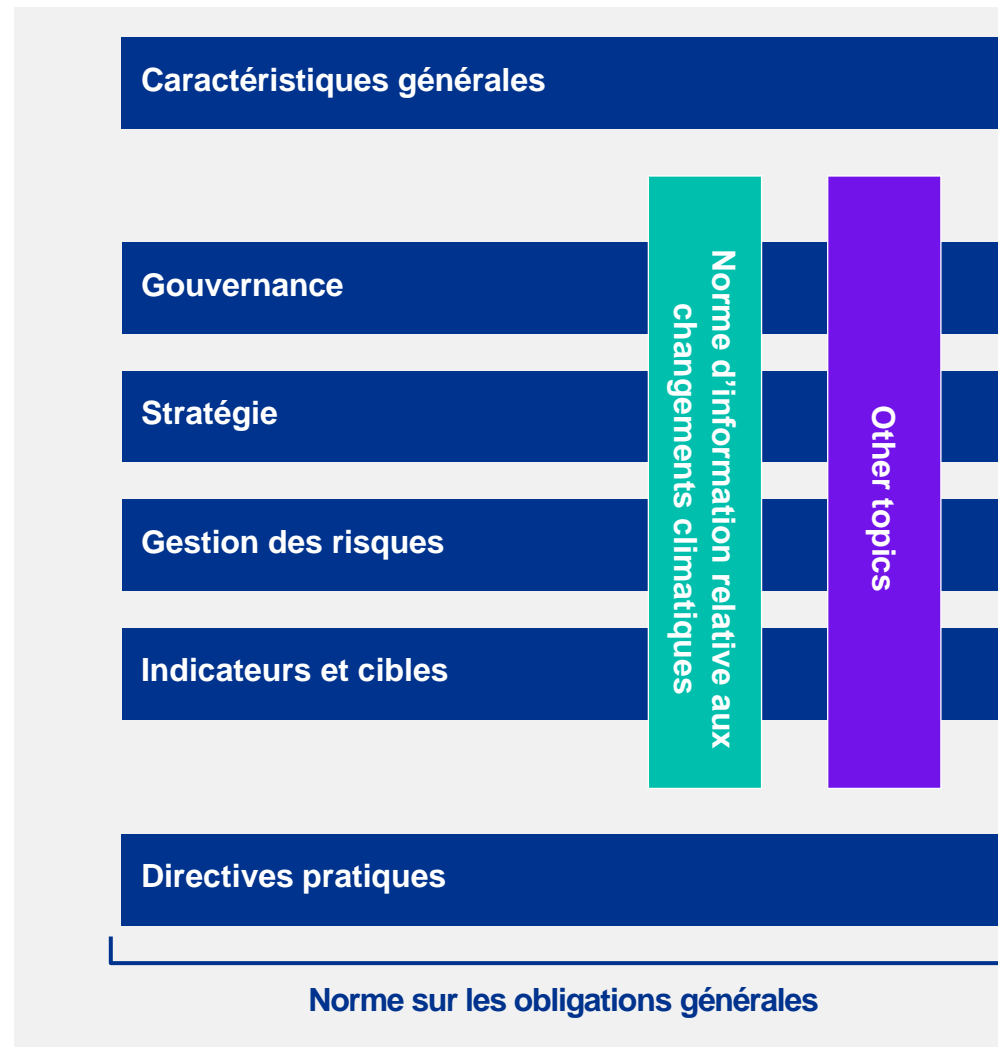 Caractéristiques générales
Gouvernance
Stratégie
Gestion des risques
Indicateurs et cibles
Norme d’information relative aux
changements climatiques
Other topics
Directives pratiques
Norme sur les obligations générales